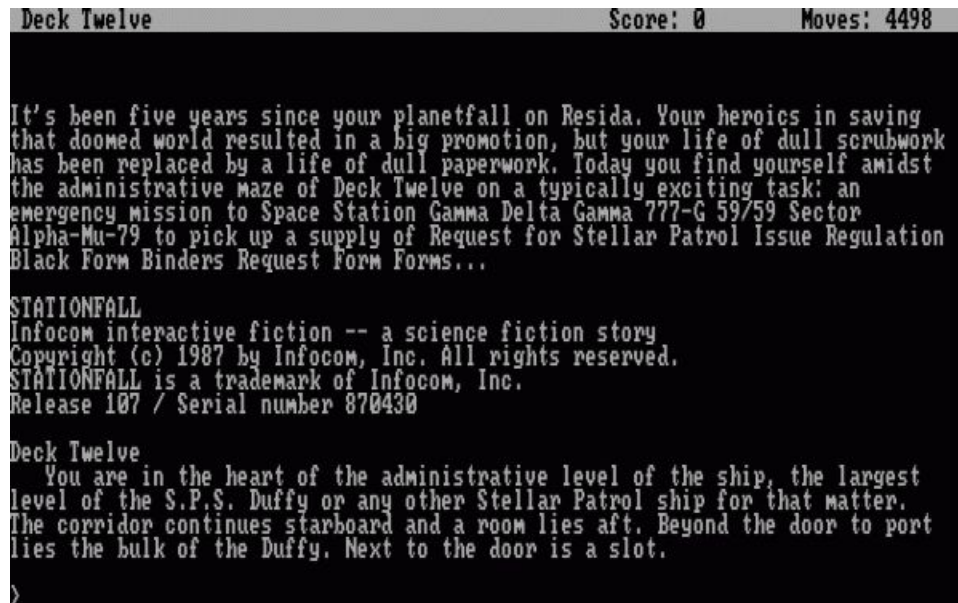 Deck Twelve Score: 0 Moves: 4498
It's been five years since your planetfall on Resida. Your heroics in saving
that doomed world resulted in a big promotion, but your life of dull scrubwork
has been replaced by a life of dull paperwork. Today you find yourself amidst
the administrative maze of Deck Twelve on a typically exciting task: an
emergency mission to Space Station Gamma Delta Gamma 777-G 59/59 Sector
Alpha-Mu-79 to pick up a supply of Request for Stellar Patrol Issue Regulation
Black Form Binders Request Form Forms...
STATIONFALL
Infocom interactive fiction -- a science fiction story
Copyright (c) 1987 by Infocom, Inc. All rights reserved.
STATIONFALL is a trademark of Infocom, Inc.
Release 107 / Serial number 870430
Deck Twelve
You are in the heart of the administrative level of the ship, the largest
level of the S.P.S. Duffy or any other Stellar Patrol ship for that matter.
The corridor continues starboard and a room lies aft. Beyond the door to port
lies the bulk of the Duffy. Next to the door is a slot.
>